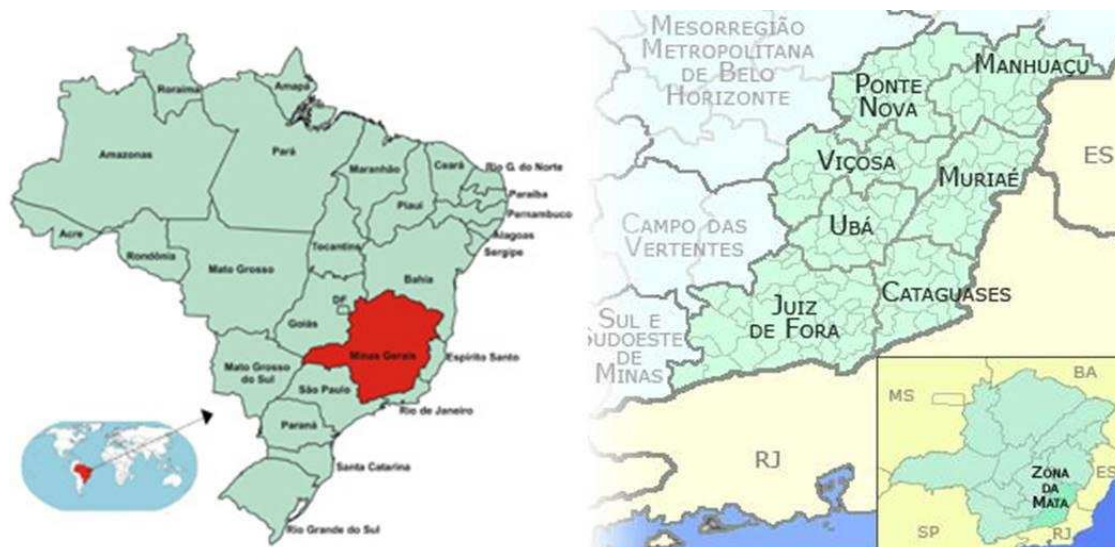 Roraima
Amapá
Amazonas
Pará
Maranhão
Ceará
Rio G. do Norte
Paraíba
Piauí
Pernambuco
Acre
Alagoas
Sergipe
Tocantins
Rondônia
Mato Grosso
Bahia
DF
Goiás
Minas Gerais
Espírito Santo
Mato Grosso
do Sul
São Paulo
Rio de Janeiro
Paraná
Santa Catarina
Rio Grande do Sul
MESORREGIÃO
METROPOLITANA
DE BELO
HORIZONTE
MANHUAÇU
PONTE
NOVA
ES
VIÇOSA
MURIAÉ
CAMPO DAS
VERTENTES
UBÁ
CATAGUASES
JUIZ
DE FORA
SUL E
SUDOESTE
DE
MINAS
RJ
BA
MS
ZONA
DA
MATA
ES
SP
RJ